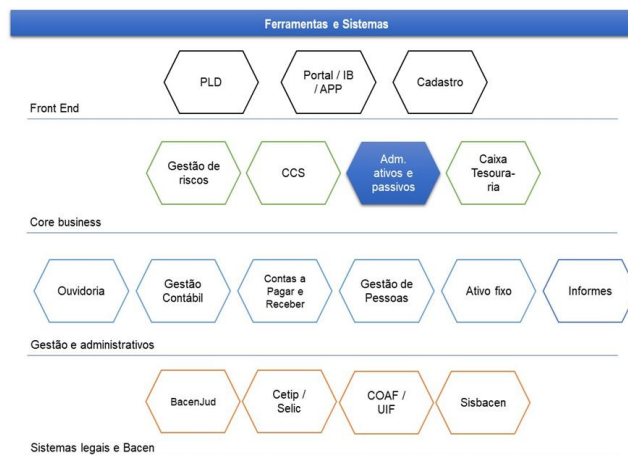 Ferramentas e Sistemas
PLD
Portal / IB
/ APP
Cadastro
Front End
Gestão de
riscos
CCS
Adm.
ativos e
passivos
Caixa
Tesoura-
ria
Core business
Ouvidoria
Gestão
Contábil
Contas a
Pagar e
Receber
Gestão de
Pessoas
Ativo fixo
Informes
Gestão e administrativos
BacenJud
Cetip /
Selic
COAF /
UIF
Sisbacen
Sistemas legais e Bacen